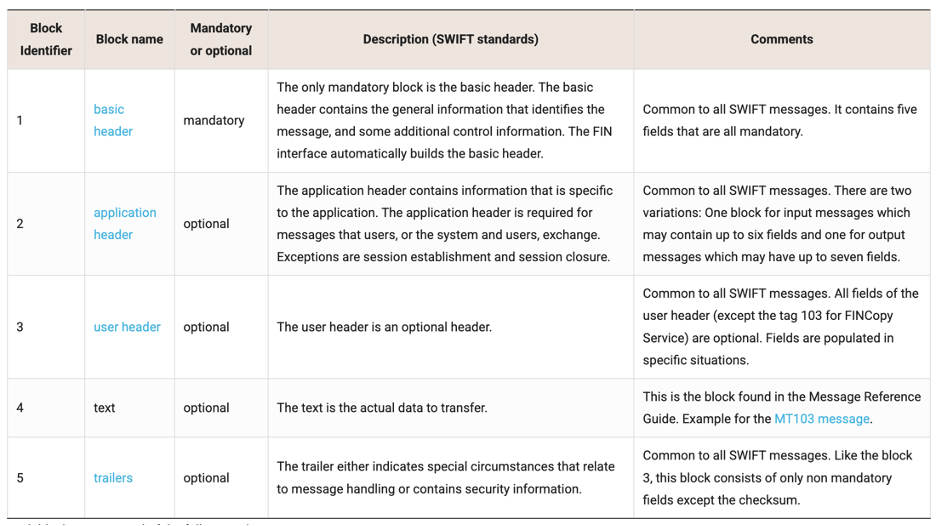 Block Identifier
Block name
Mandatory or optional
Description (SWIFT standards)
Comments
1
basic
header
mandatory
The only mandatory block is the basic header. The basic
header contains the general information that identifies the
message, and some additional control information. The FIN
interface automatically builds the basic header.
Common to all SWIFT messages. It contains five
fields that are all mandatory.
2
application
header
optional
The application header contains information that is specific
to the application. The application header is required for
messages that users, or the system and users, exchange.
Exceptions are session establishment and session closure.
Common to all SWIFT messages. There are two
variations: One block for input messages which
may contain up to six fields and one for output
messages which may have up to seven fields.
3
user header
optional
The user header is an optional header.
Common to all SWIFT messages. All fields of the
user header (except the tag 103 for FINCopy
Service) are optional. Fields are populated in
specific situations.
4
text
optional
The text is the actual data to transfer.
This is the block found in the Message Reference
Guide. Example for the MT103 message.
5
trailers
optional
The trailer either indicates special circumstances that relate
to message handling or contains security information.
Common to all SWIFT messages. Like the block
3, this block consists of only non mandatory
fields except the checksum.